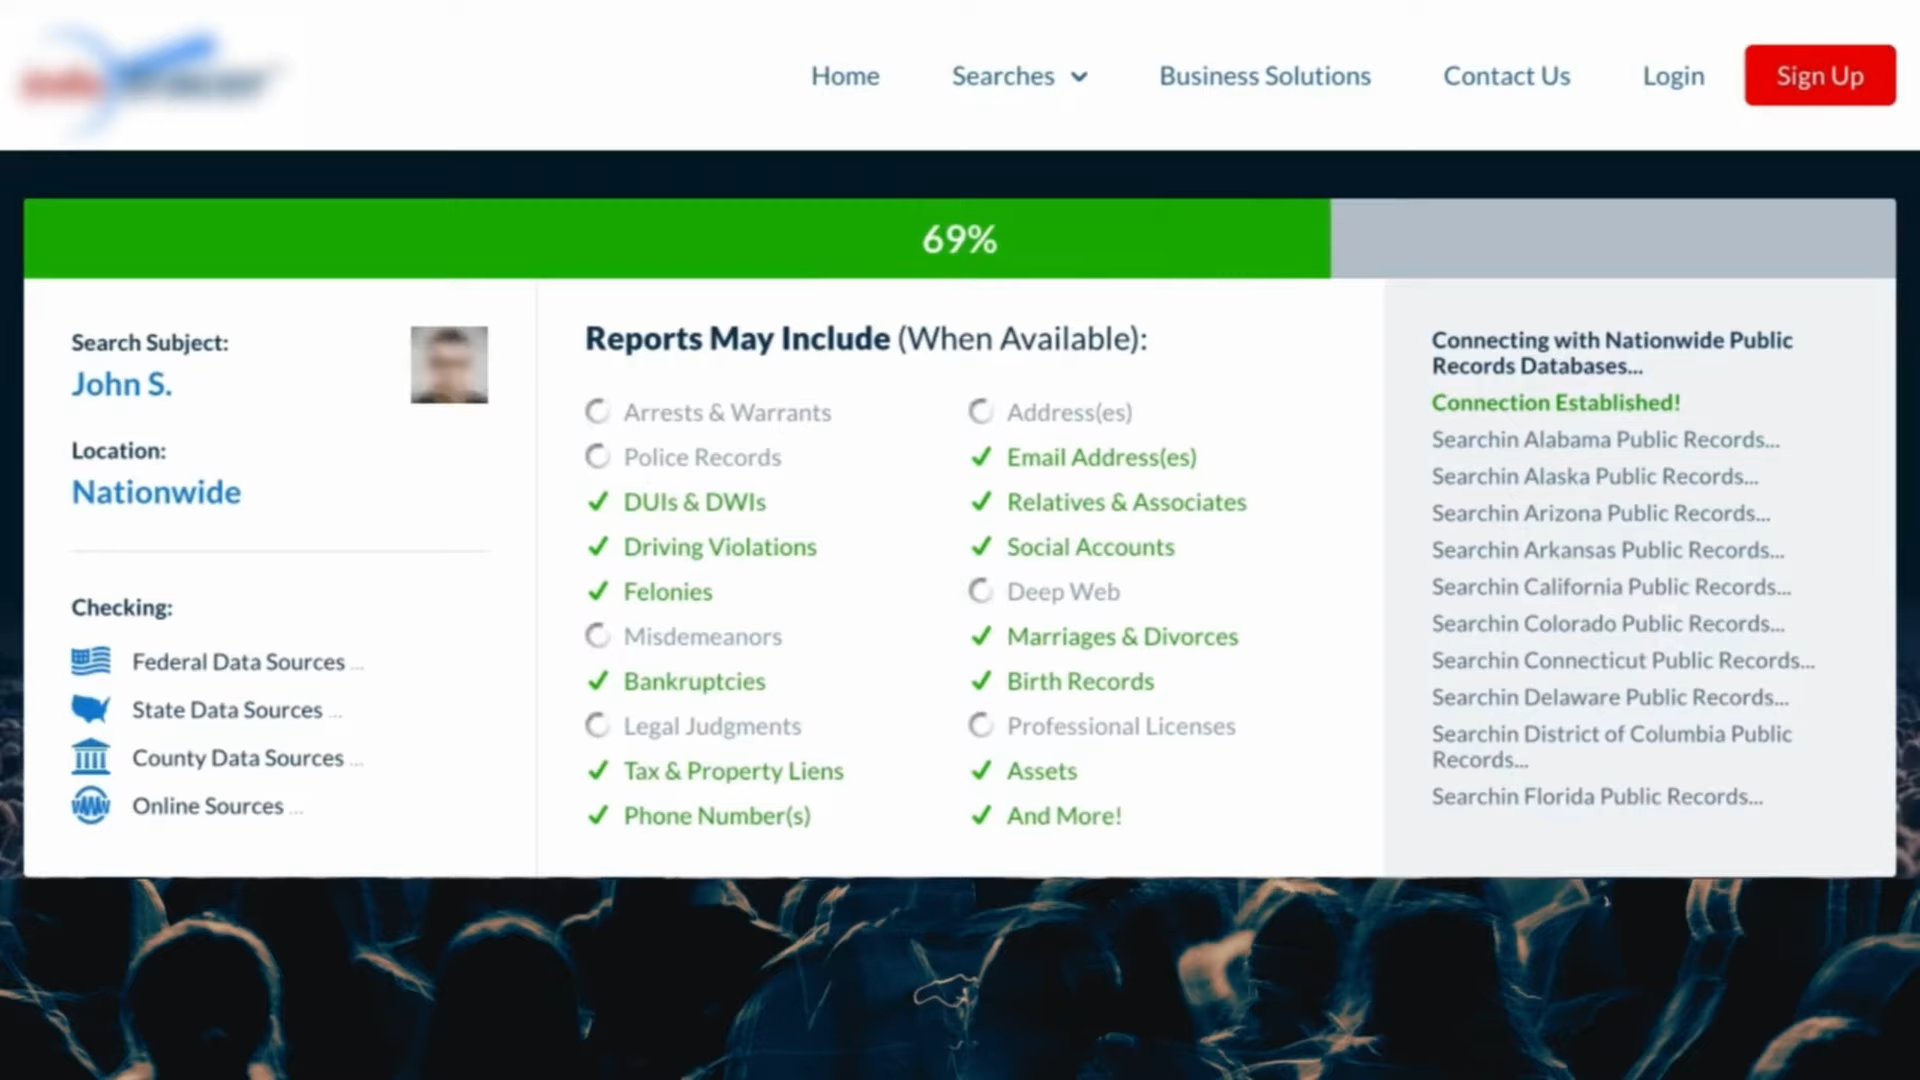 Home
Searches
Business Solutions
Contact Us
Login
Sign Up
69%
Search Subject:
John S.
Location:
Nationwide
Checking:
Federal Data Sources ...
State Data Sources ...
County Data Sources ...
Online Sources ...
Reports May Include (When Available):
Arrests & Warrants
Police Records
DUIs & DWIs
Driving Violations
Felonies
Misdemeanors
Bankruptcies
Legal Judgments
Tax & Property Liens
Phone Number(s)
Address(es)
Email Address(es)
Relatives & Associates
Social Accounts
Deep Web
Marriages & Divorces
Birth Records
Professional Licenses
Assets
And More!
Connecting with Nationwide Public
Records Databases...
Connection Established!
Searchin Alabama Public Records...
Searchin Alaska Public Records...
Searchin Arizona Public Records...
Searchin Arkansas Public Records...
Searchin California Public Records...
Searchin Colorado Public Records...
Searchin Connecticut Public Records...
Searchin Delaware Public Records...
Searchin District of Columbia Public
Records...
Searchin Florida Public Records...